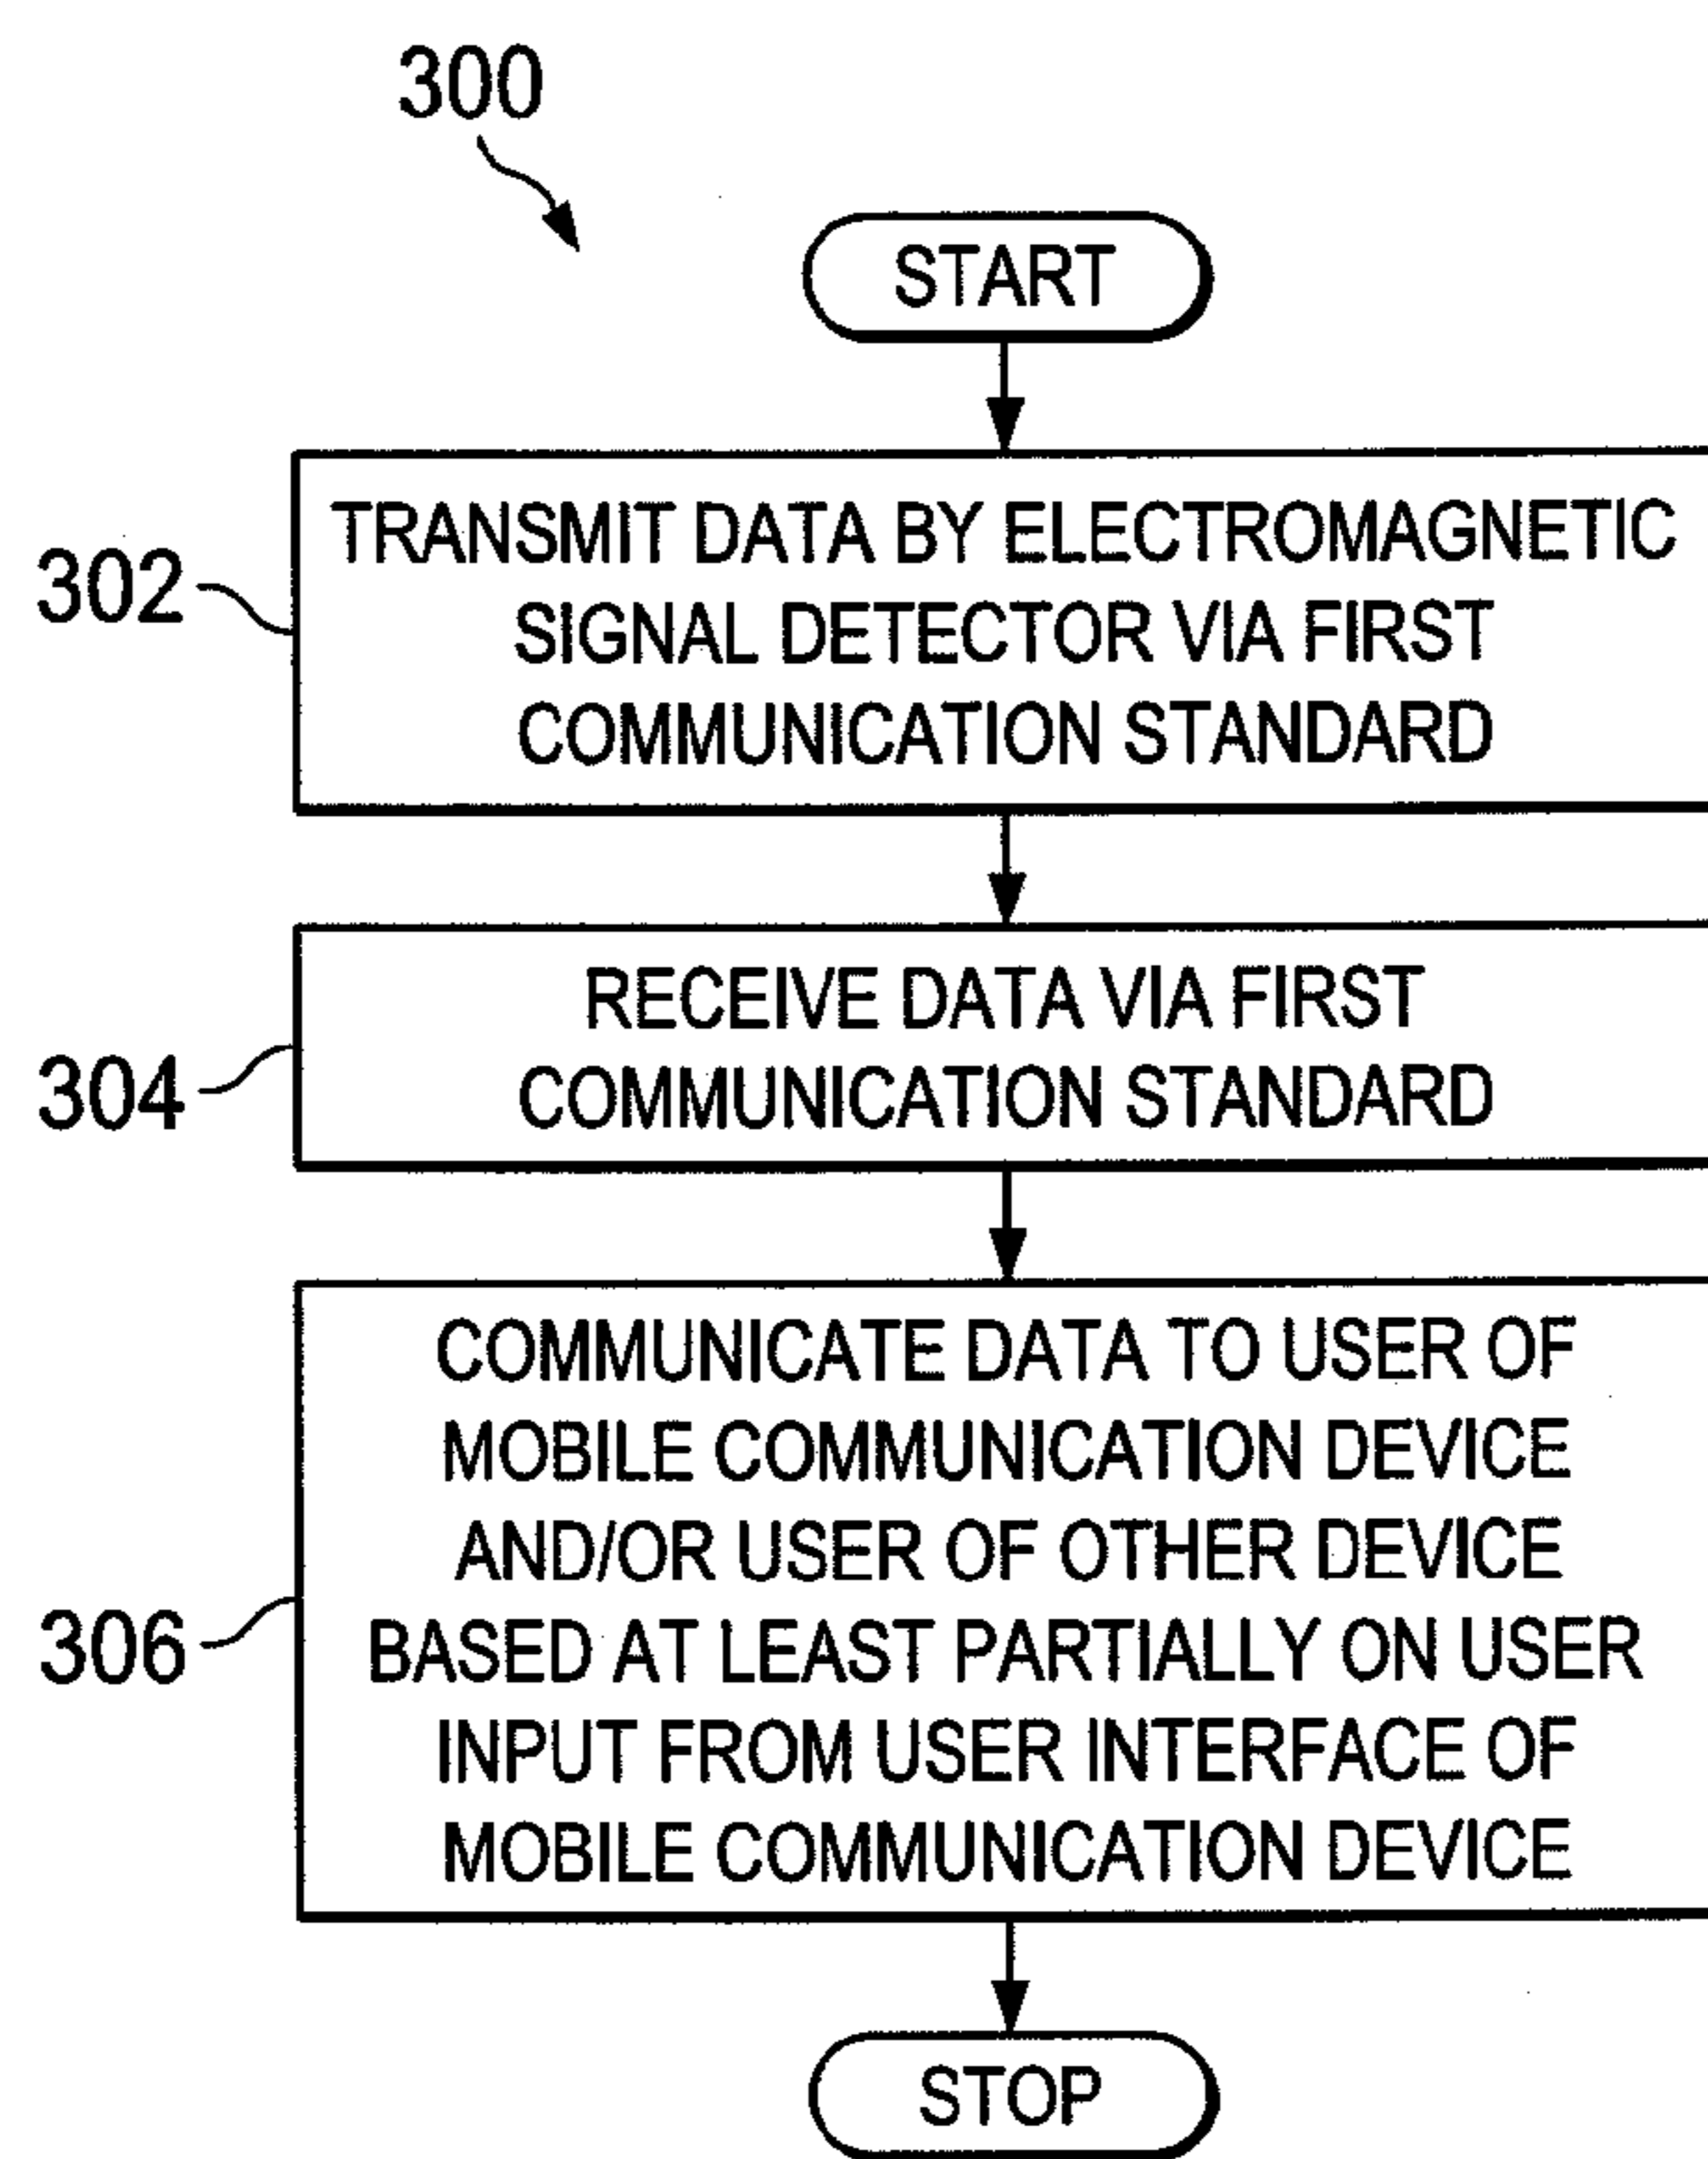 300
START
302
TRANSMIT DATA BY ELECTROMAGNETIC
SIGNAL DETECTOR VIA FIRST
COMMUNICATION STANDARD
304
RECEIVE DATA VIA FIRST
COMMUNICATION STANDARD
306
COMMUNICATE DATA TO USER OF
MOBILE COMMUNICATION DEVICE
AND/OR USER OF OTHER DEVICE
BASED AT LEAST PARTIALLY ON USER
INPUT FROM USER INTERFACE OF
MOBILE COMMUNICATION DEVICE
STOP